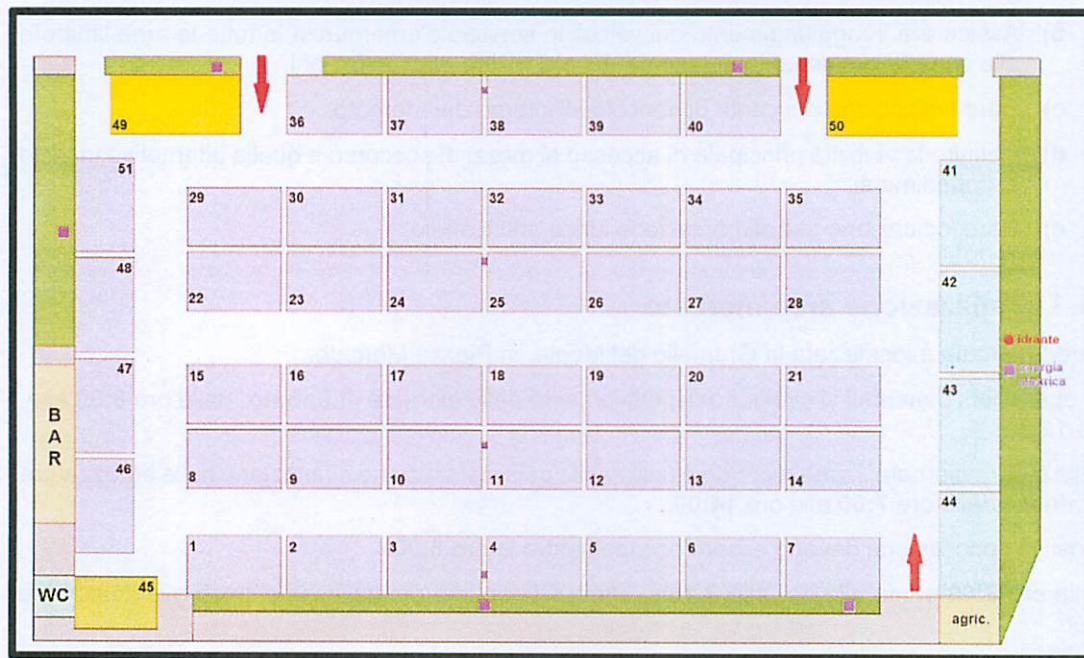 49 36 37 38 39 40 50
51 41
29 30 31 32 33 34 35
48 42
22 23 24 25 26 27 28
idrante
energia
elettrica
47 15 16 17 18 19 20 21 43
B
A
R
46 8 9 10 11 12 13 14 44
1 2 3 4 5 6 7
WC 45
agric.